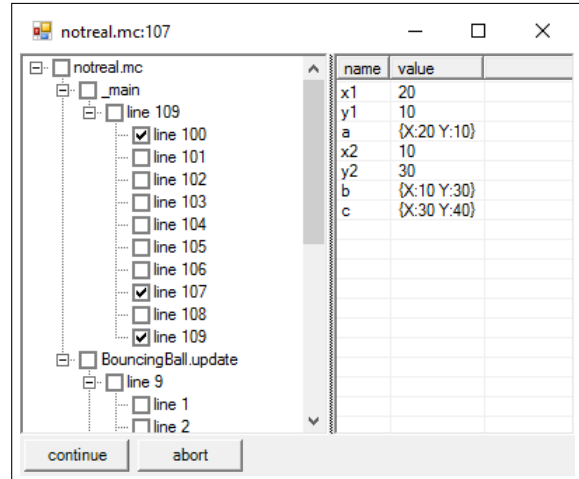 notreal.mc:107
notreal.mc
_main
line 109
line 100
line 101
line 102
line 103
line 104
line 105
line 106
line 107
line 108
line 109
BouncingBall.update
line 9
line 1
line 2
name value
x1 20
y1 10
a {X:20 Y:10}
x2 10
y2 30
b {X:10 Y:30}
c {X:30 Y:40}
continue abort